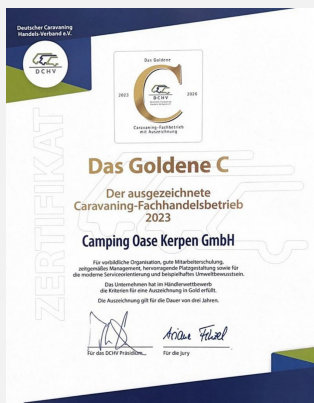 Deutscher Caravaning
Handels-Verband e.V.
DCHV
Das Goldene
2023
2026
C
DCHV
Caravaning-Fachbetrieb
mit Auszeichnung
ZERTIFIKAT
Das Goldene C
Der ausgezeichnete
Caravaning-Fachhandelsbetrieb
2023
Camping Oase Kerpen GmbH
Für vorbildliche Organisation, gute Mitarbeiterschulung,
zeitgemäßes Management, hervorragende Platzgestaltung sowie für
die moderne Serviceorientierung und beispielhaftes Umweltbewusstsein.
Das Unternehmen hat im Händlerwettbewerb
die Kriterien für eine Auszeichnung in Gold erfüllt.
Die Auszeichnung gilt für die Dauer von drei Jahren.
Für das DCHV Präsidium
Für die Jury